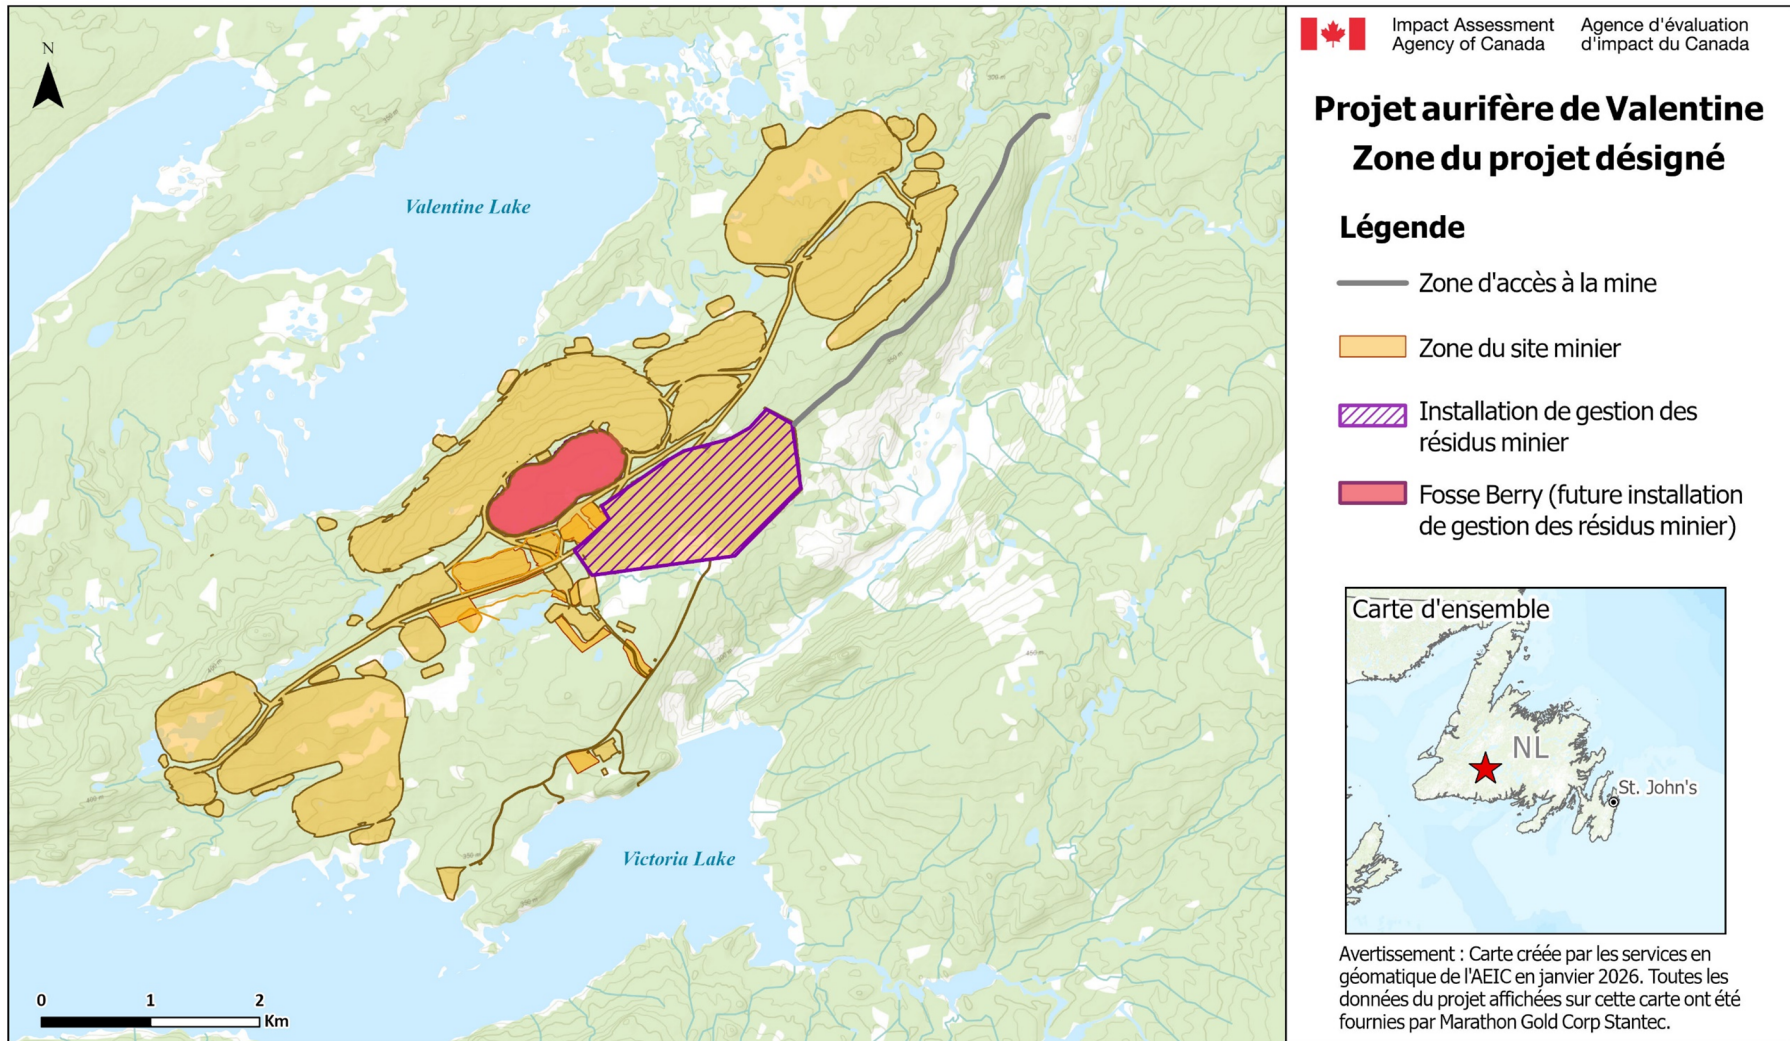 N
Valentine Lake
Victoria Lake
0 1 2
Km
Impact Assessment
Agency of Canada
Agence d'évaluation
d'impact du Canada
Projet aurifère de Valentine
Zone du projet désigné
Légende
Zone d'accès à la mine
Zone du site minier
Installation de gestion des
résidus minier
Fosse Berry (future installation
de gestion des résidus minier)
Carte d'ensemble
NL
St. John's
Avertissement : Carte créée par les services en
géomatique de l'AEIC en janvier 2026. Toutes les
données du projet affichées sur cette carte ont été
fournies par Marathon Gold Corp Stantec.